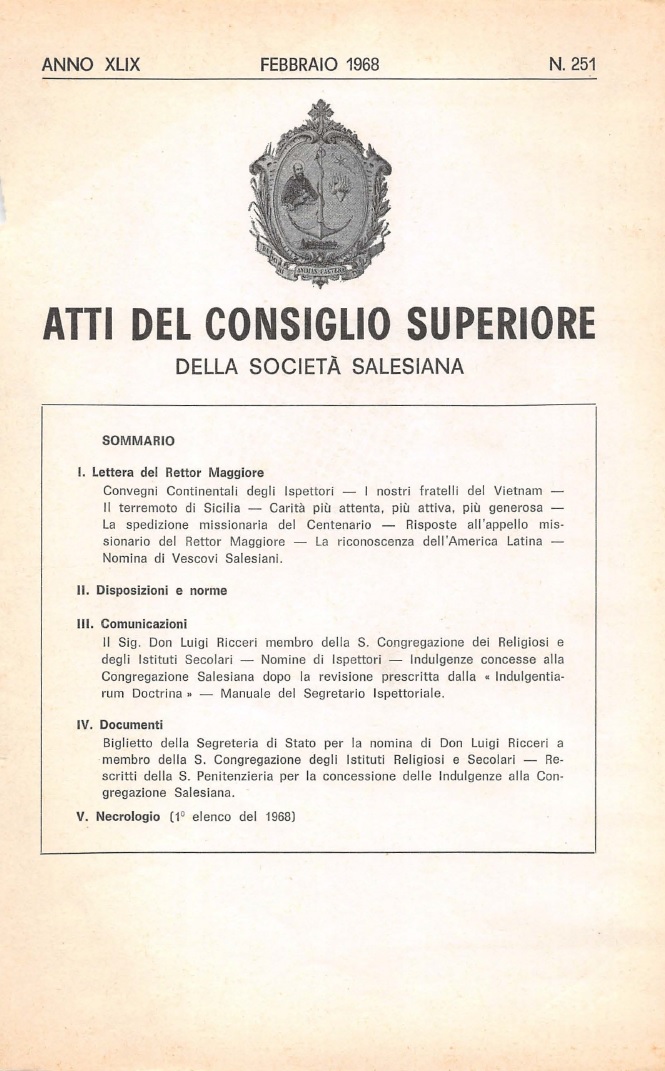 ANNO XLIX FEBBRAIO 1968 N. 251
ATTI DEL CONSIGLIO SUPERIORE
DELLA SOCIETÀ SALESIANA
SOMMARIO
I. Lettera del Rettor Maggiore
Convegni Continentali degli Ispettori — I nostri fratelli del Vietnam —
Il terremoto di Sicilia — Carità più attenta, più attiva, più generosa —
La spedizione missionaria del Centenario — Risposte all'appello mis-
sionario del Rettor Maggiore — La riconoscenza dell'America Latina —
Nomina di Vescovi Salesiani.
II. Disposizioni e norme
III. Comunicazioni
Il Sig. Don Luigi Ricceri membro della S. Congregazione dei Religiosi e
degli Istituti Secolari — Nomine di Ispettori — Indulgenze concesse alla
Congregazione Salesiana dopo la revisione prescritta dalla « Indulgentia-
rum Doctrina » — Manuale del Segretario Ispettoriale.
IV. Documenti
Biglietto della Segreteria di Stato per la nomina di Don Luigi Ricceri a
membro della S. Congregazione degli Istituti Religiosi e Secolari — Re-
scritti della S. Penitenzieria per la concessione delle Indulgenze alla Con-
gregazione Salesiana.
V. Necrologio (1º elenco del 1968)